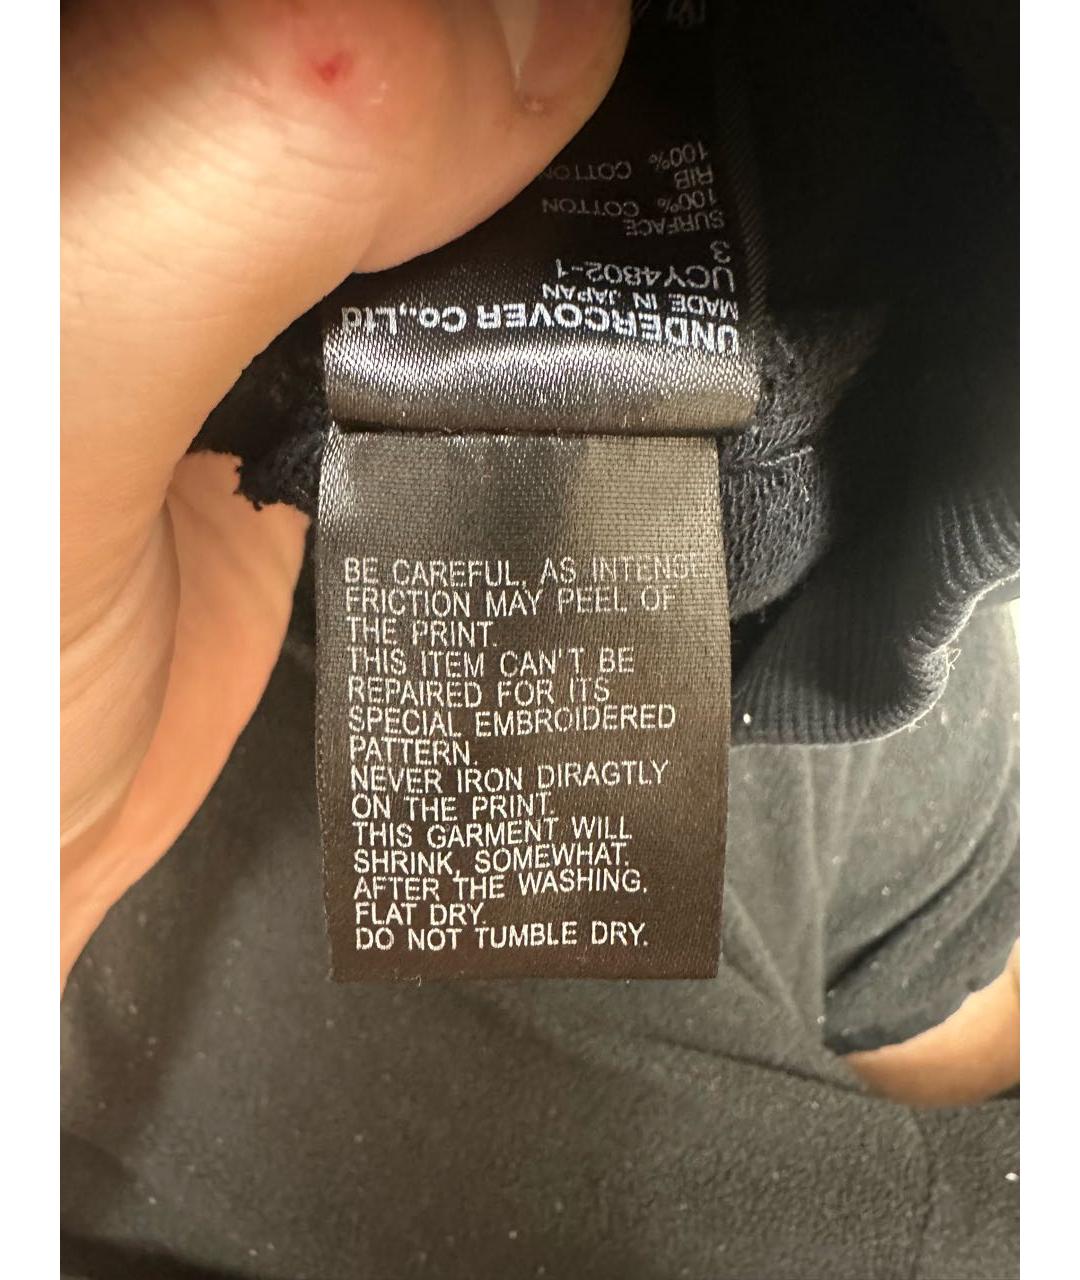 UNDERCOVER Co.,Ltd
MADE IN JAPAN
UCY4802-1
3
SURFACE
100% COTTON
RIB
100% COTTON
BE CAREFUL, AS INTENSE
FRICTION MAY PEEL OF
THE PRINT.
THIS ITEM CAN'T BE
REPAIRED FOR ITS
SPECIAL EMBROIDERED
PATTERN.
NEVER IRON DIRAGTLY
ON THE PRINT.
THIS GARMENT WILL
SHRINK, SOMEWHAT.
AFTER THE WASHING.
FLAT DRY.
DO NOT TUMBLE DRY.